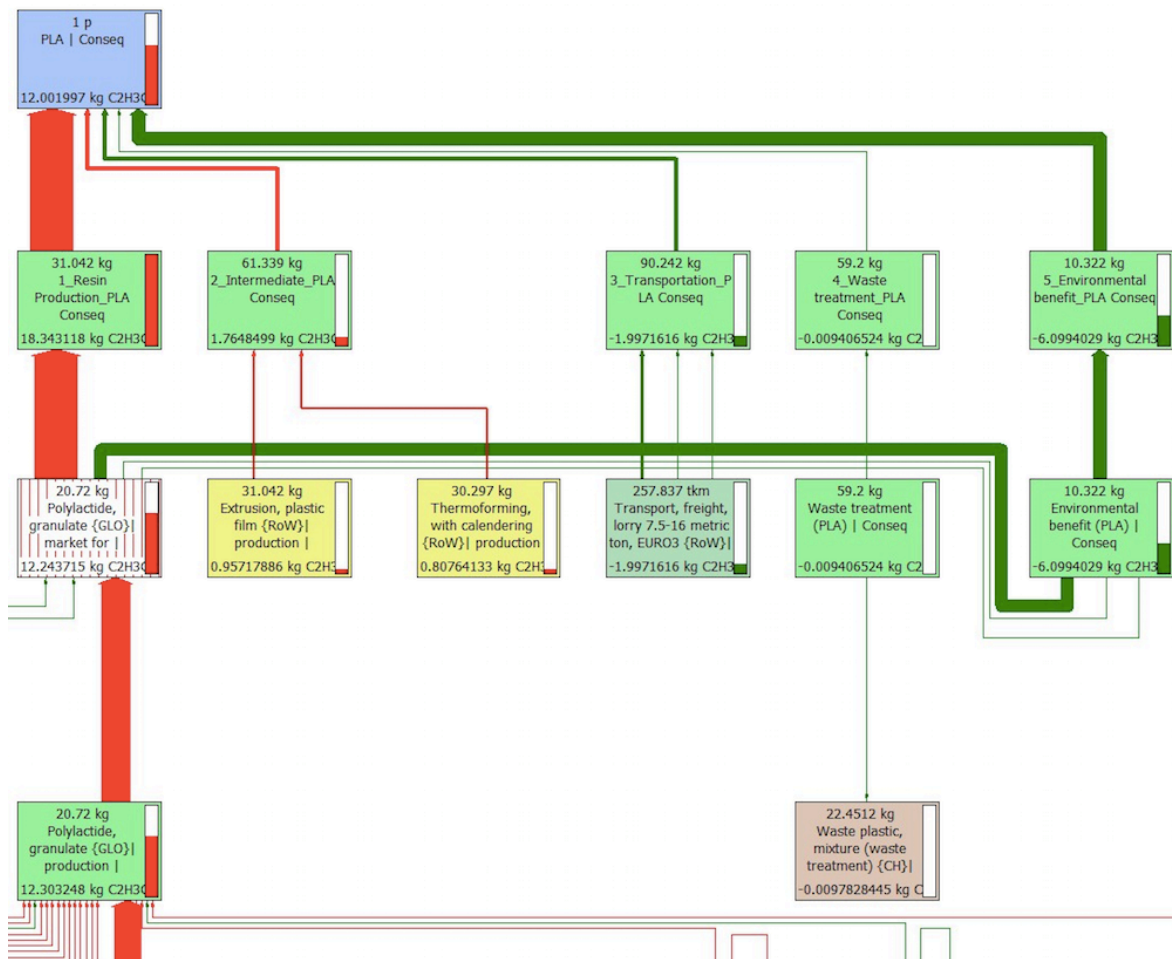 1 p
PLA | Conseq
12.001997 kg C2H3C
31.042 kg
1_Resin
Production_PLA
Conseq
18.343118 kg C2H3C
61.339 kg
2_Intermediate_PLA
Conseq
1.7648499 kg C2H3C
90.242 kg
3_Transportation_P
LA Conseq
-1.9971616 kg C2H3
59.2 kg
4_Waste
treatment_PLA
Conseq
-0.009406524 kg C2
10.322 kg
5_Environmental
benefit_PLA Conseq
-6.0994029 kg C2H3
20.72 kg
Polylactide,
granulate {GLO}|
market for |
12.243715 kg C2H3C
31.042 kg
Extrusion, plastic
film {RoW}|
production |
0.95717886 kg C2H3
30.297 kg
Thermoforming,
with calendering
{RoW}| production
0.80764133 kg C2H3
257.837 tkm
Transport, freight,
lorry 7.5-16 metric
ton, EURO3 {RoW}|
-1.9971616 kg C2H3
59.2 kg
Waste treatment
(PLA) | Conseq
-0.009406524 kg C2
10.322 kg
Environmental
benefit (PLA) |
Conseq
-6.0994029 kg C2H3
20.72 kg
Polylactide,
granulate {GLO}|
production |
12.303248 kg C2H3C
22.4512 kg
Waste plastic,
mixture (waste
treatment) {CH}|
-0.0097828445 kg C